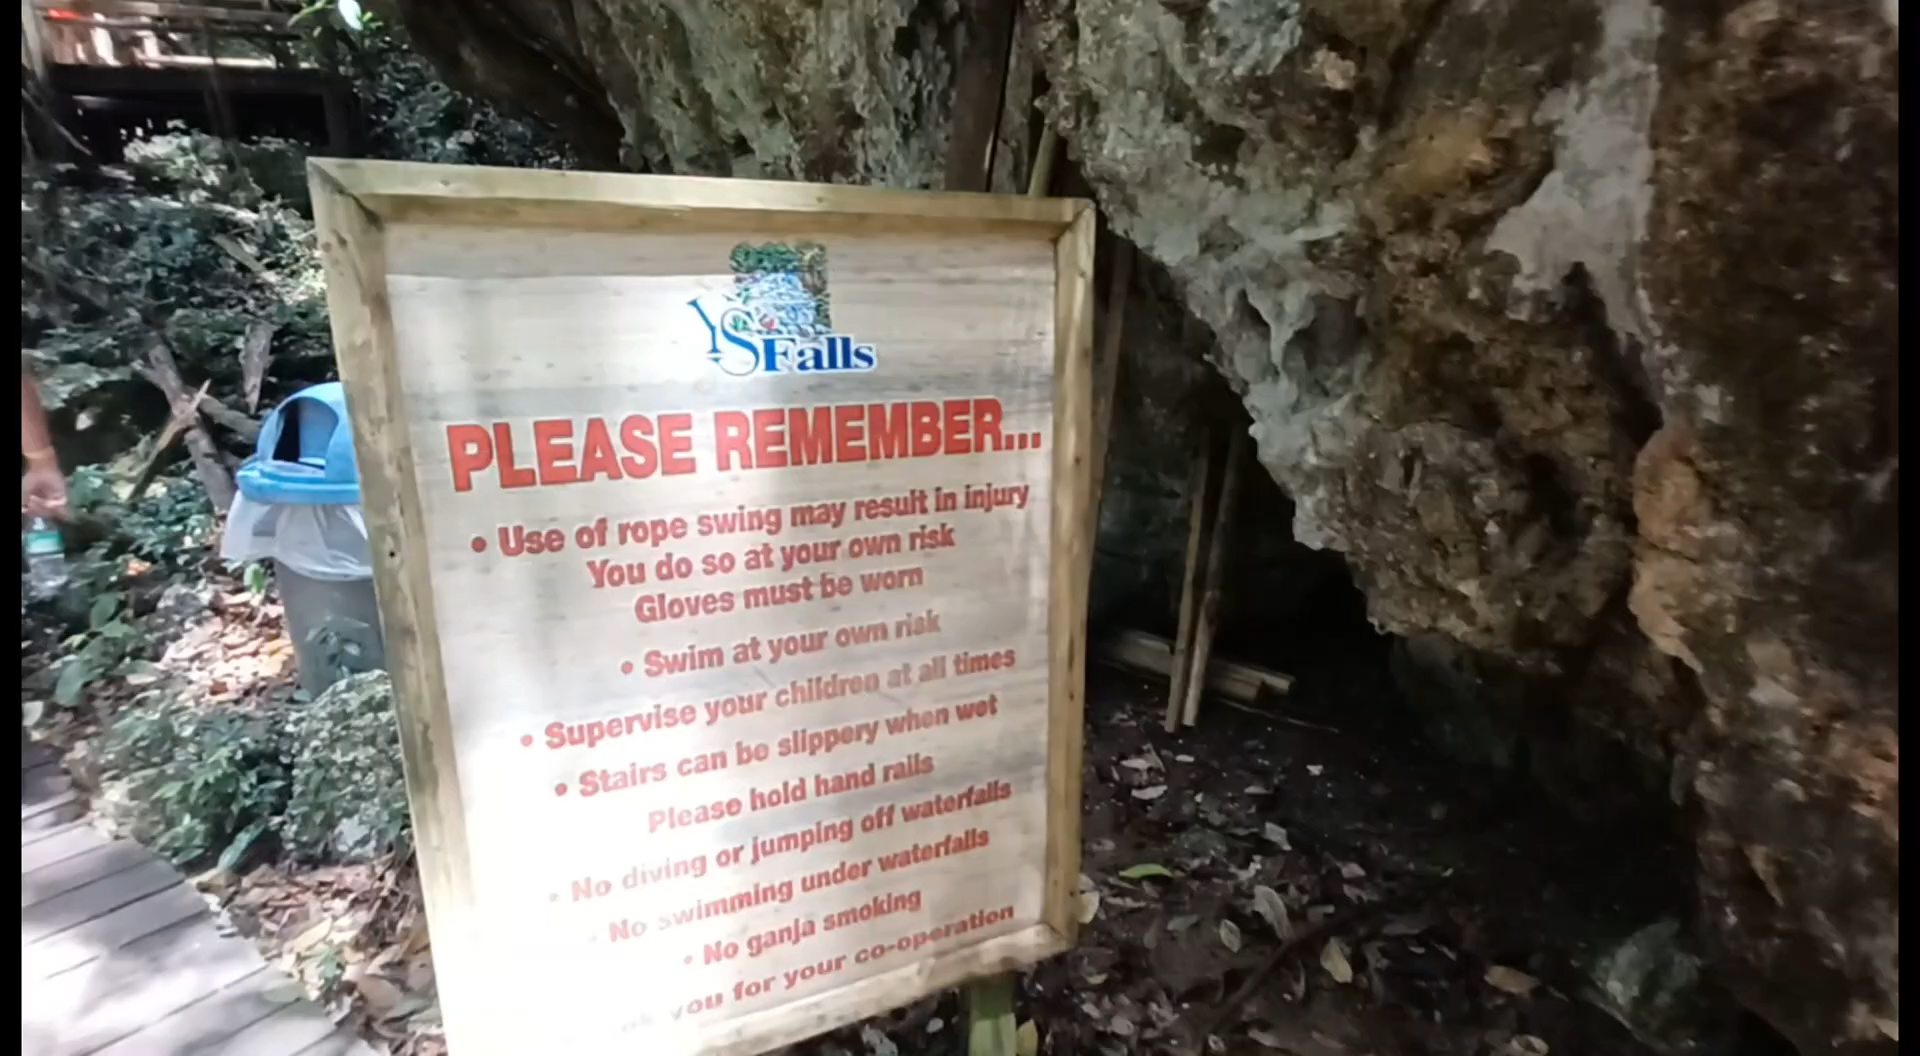 YS Falls
PLEASE REMEMBER...
• Use of rope swing may result in injury
You do so at your own risk
Gloves must be worn
• Swim at your own risk
• Supervise your children at all times
• Stairs can be slippery when wet
Please hold hand rails
• No diving or jumping off waterfalls
• No swimming under waterfalls
• No ganja smoking
you for your co-operation